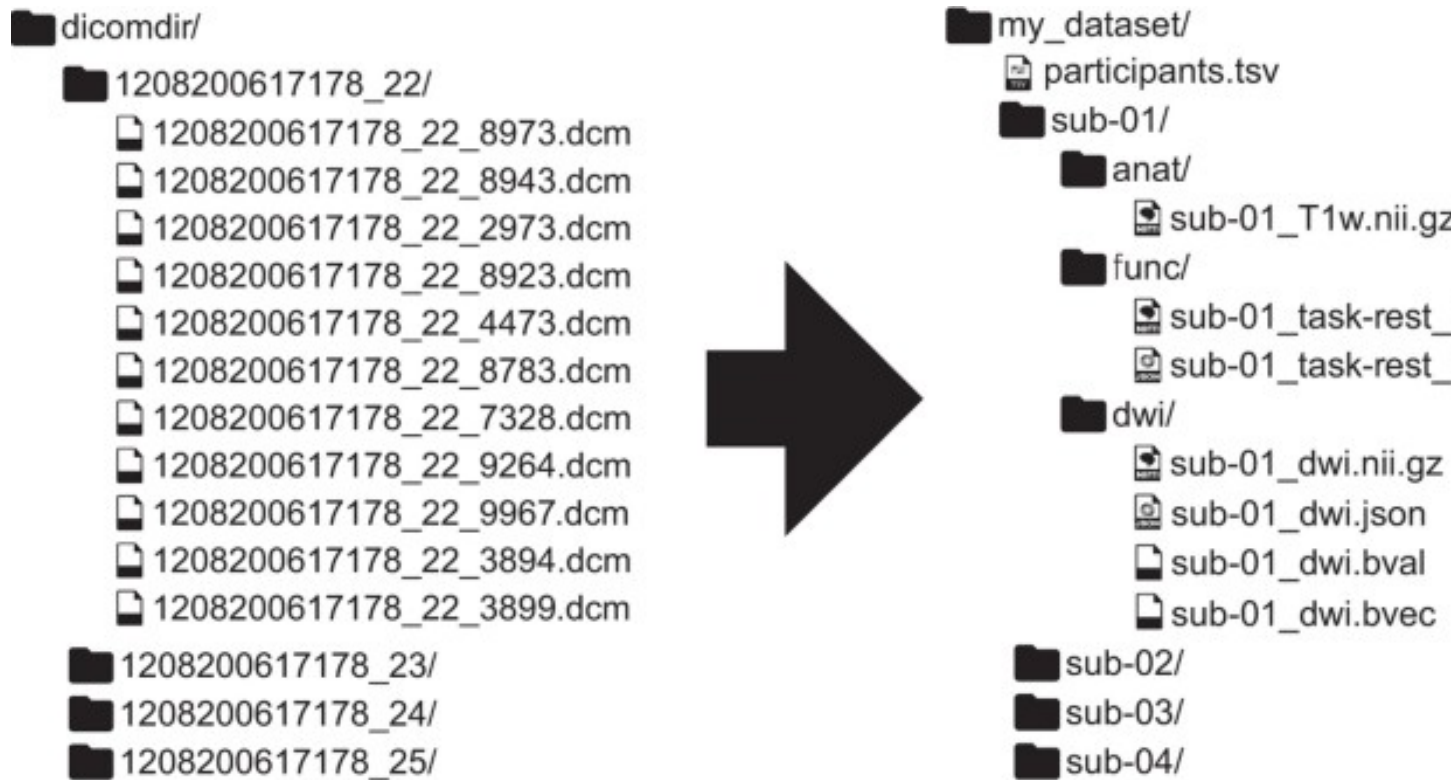 dicomdir/
1208200617178_22/
1208200617178_22_8973.dcm
1208200617178_22_8943.dcm
1208200617178_22_2973.dcm
1208200617178_22_8923.dcm
1208200617178_22_4473.dcm
1208200617178_22_8783.dcm
1208200617178_22_7328.dcm
1208200617178_22_9264.dcm
1208200617178_22_9967.dcm
1208200617178_22_3894.dcm
1208200617178_22_3899.dcm
1208200617178_23/
1208200617178_24/
1208200617178_25/
my_dataset/
participants.tsv
sub-01/
anat/
sub-01_T1w.nii.gz
func/
sub-01_task-rest_
sub-01_task-rest_
dwi/
sub-01_dwi.nii.gz
sub-01_dwi.json
sub-01_dwi.bval
sub-01_dwi.bvec
sub-02/
sub-03/
sub-04/